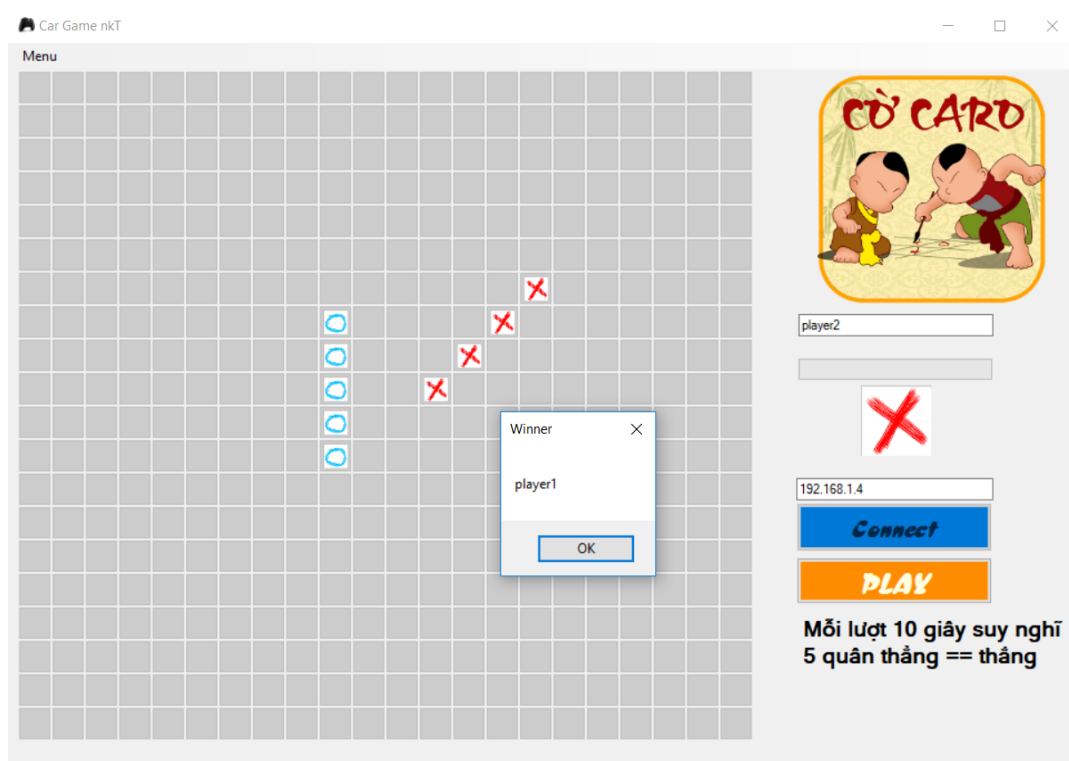 Car Game nkT
Menu
CỜ CARO
player2
Winner
player1
OK
192.168.1.4
Connect
PLAY
Mỗi lượt 10 giây suy nghĩ
5 quân thẳng == thắng